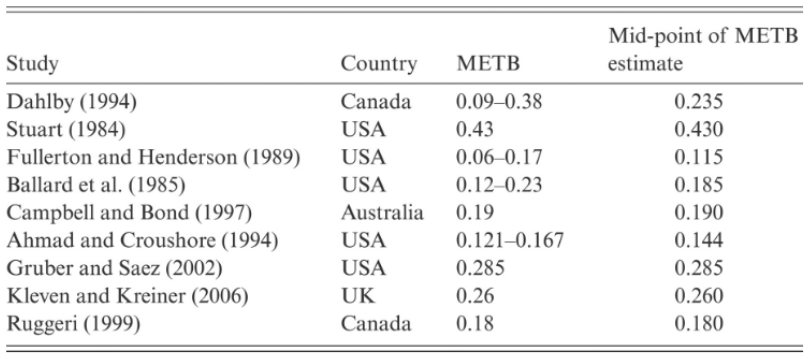 Mid-point of METB
Study Country METB estimate
Dahlby (1994) Canada 0.09–0.38 0.235
Stuart (1984) USA 0.43 0.430
Fullerton and Henderson (1989) USA 0.06–0.17 0.115
Ballard et al. (1985) USA 0.12–0.23 0.185
Campbell and Bond (1997) Australia 0.19 0.190
Ahmad and Croushore (1994) USA 0.121–0.167 0.144
Gruber and Saez (2002) USA 0.285 0.285
Kleven and Kreiner (2006) UK 0.26 0.260
Ruggeri (1999) Canada 0.18 0.180